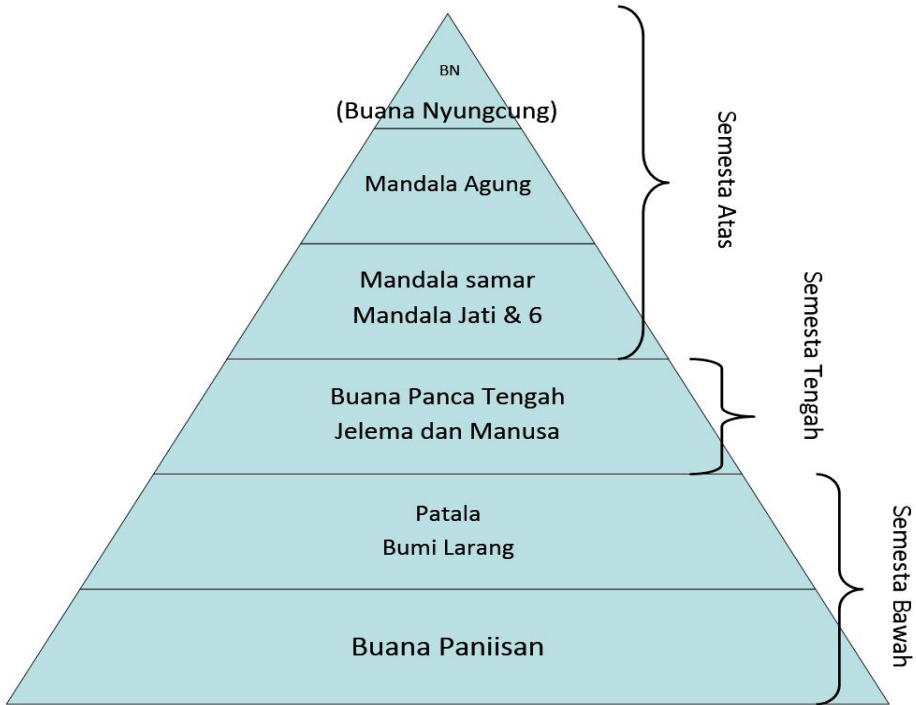 BN
(Buana Nyungcung)
Mandala Agung
Mandala samar
Mandala Jati & 6
Semesta Atas
Buana Panca Tengah
Jelema dan Manusa
Semesta Tengah
Patala
Bumi Larang
Buana Paniisan
Semesta Bawah